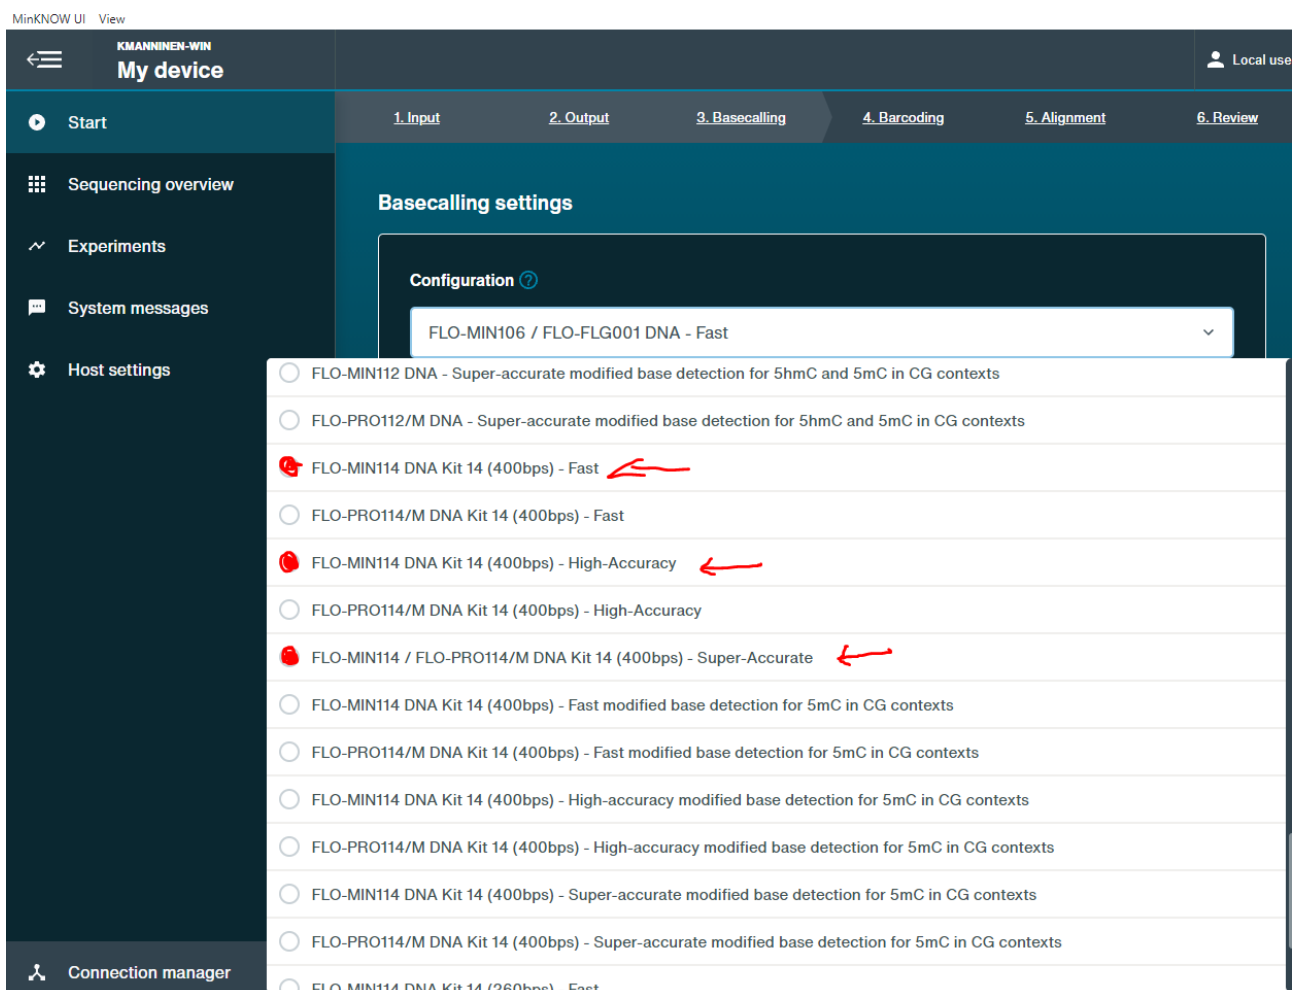 MinKNOW UI View
KMANNINEN-WIN
My device
Local use
Start
1. Input 2. Output 3. Basecalling 4. Barcoding 5. Alignment 6. Review
Sequencing overview
Basecalling settings
Experiments
Configuration ?
System messages
FLO-MIN106 / FLO-FLG001 DNA - Fast
Host settings
FLO-MIN112 DNA - Super-accurate modified base detection for 5hmC and 5mC in CG contexts
FLO-PRO112/M DNA - Super-accurate modified base detection for 5hmC and 5mC in CG contexts
FLO-MIN114 DNA Kit 14 (400bps) - Fast
FLO-PRO114/M DNA Kit 14 (400bps) - Fast
FLO-MIN114 DNA Kit 14 (400bps) - High-Accuracy
FLO-PRO114/M DNA Kit 14 (400bps) - High-Accuracy
FLO-MIN114 / FLO-PRO114/M DNA Kit 14 (400bps) - Super-Accurate
FLO-MIN114 DNA Kit 14 (400bps) - Fast modified base detection for 5mC in CG contexts
FLO-PRO114/M DNA Kit 14 (400bps) - Fast modified base detection for 5mC in CG contexts
FLO-MIN114 DNA Kit 14 (400bps) - High-accuracy modified base detection for 5mC in CG contexts
FLO-PRO114/M DNA Kit 14 (400bps) - High-accuracy modified base detection for 5mC in CG contexts
FLO-MIN114 DNA Kit 14 (400bps) - Super-accurate modified base detection for 5mC in CG contexts
FLO-PRO114/M DNA Kit 14 (400bps) - Super-accurate modified base detection for 5mC in CG contexts
Connection manager
FLO-MIN114 DNA Kit 14 (260bps) - Fast